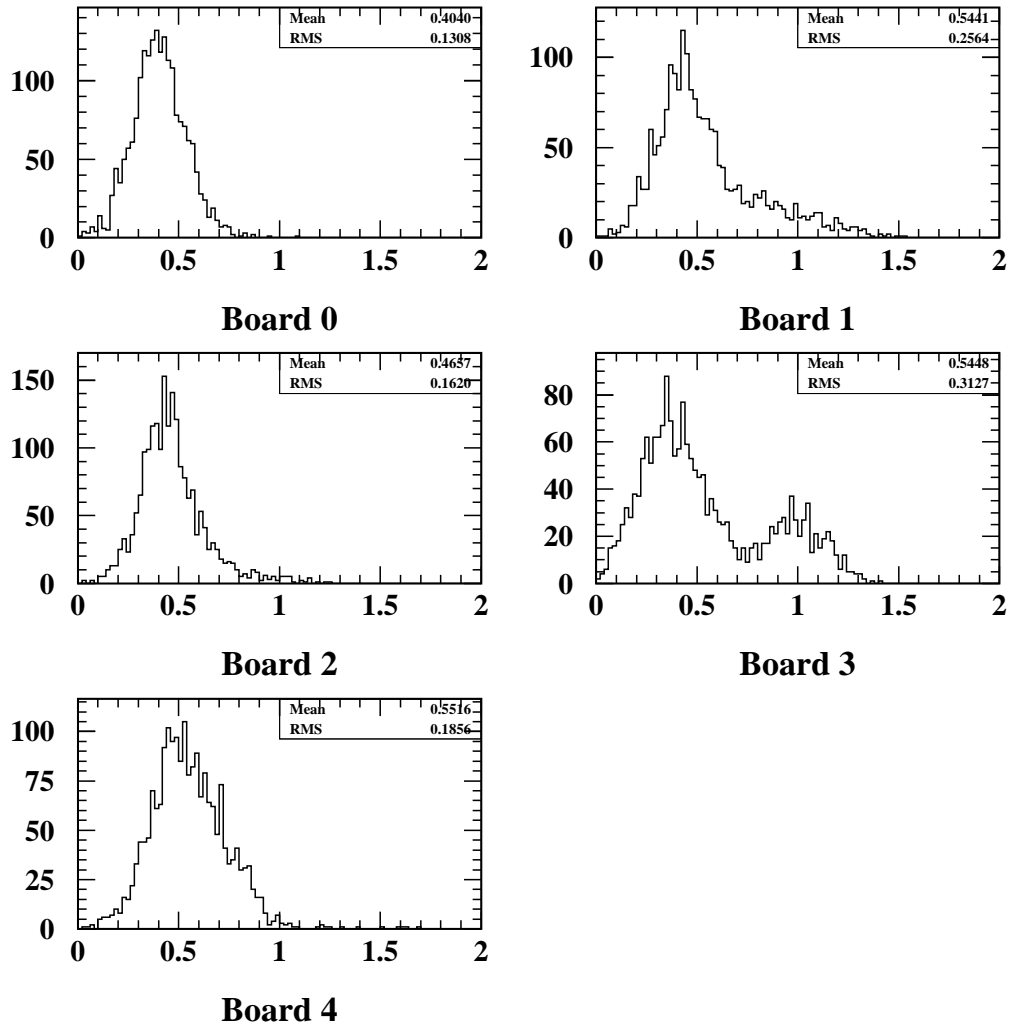 Mean 0.4040
RMS 0.1308
100
50
0
0 0.5 1 1.5 2
Board 0
Mean 0.5441
RMS 0.2564
100
50
0
0 0.5 1 1.5 2
Board 1
Mean 0.4657
RMS 0.1620
150
100
50
0
0 0.5 1 1.5 2
Board 2
Mean 0.5448
RMS 0.3127
80
60
40
20
0
0 0.5 1 1.5 2
Board 3
Mean 0.5516
RMS 0.1856
100
75
50
25
0
0 0.5 1 1.5 2
Board 4